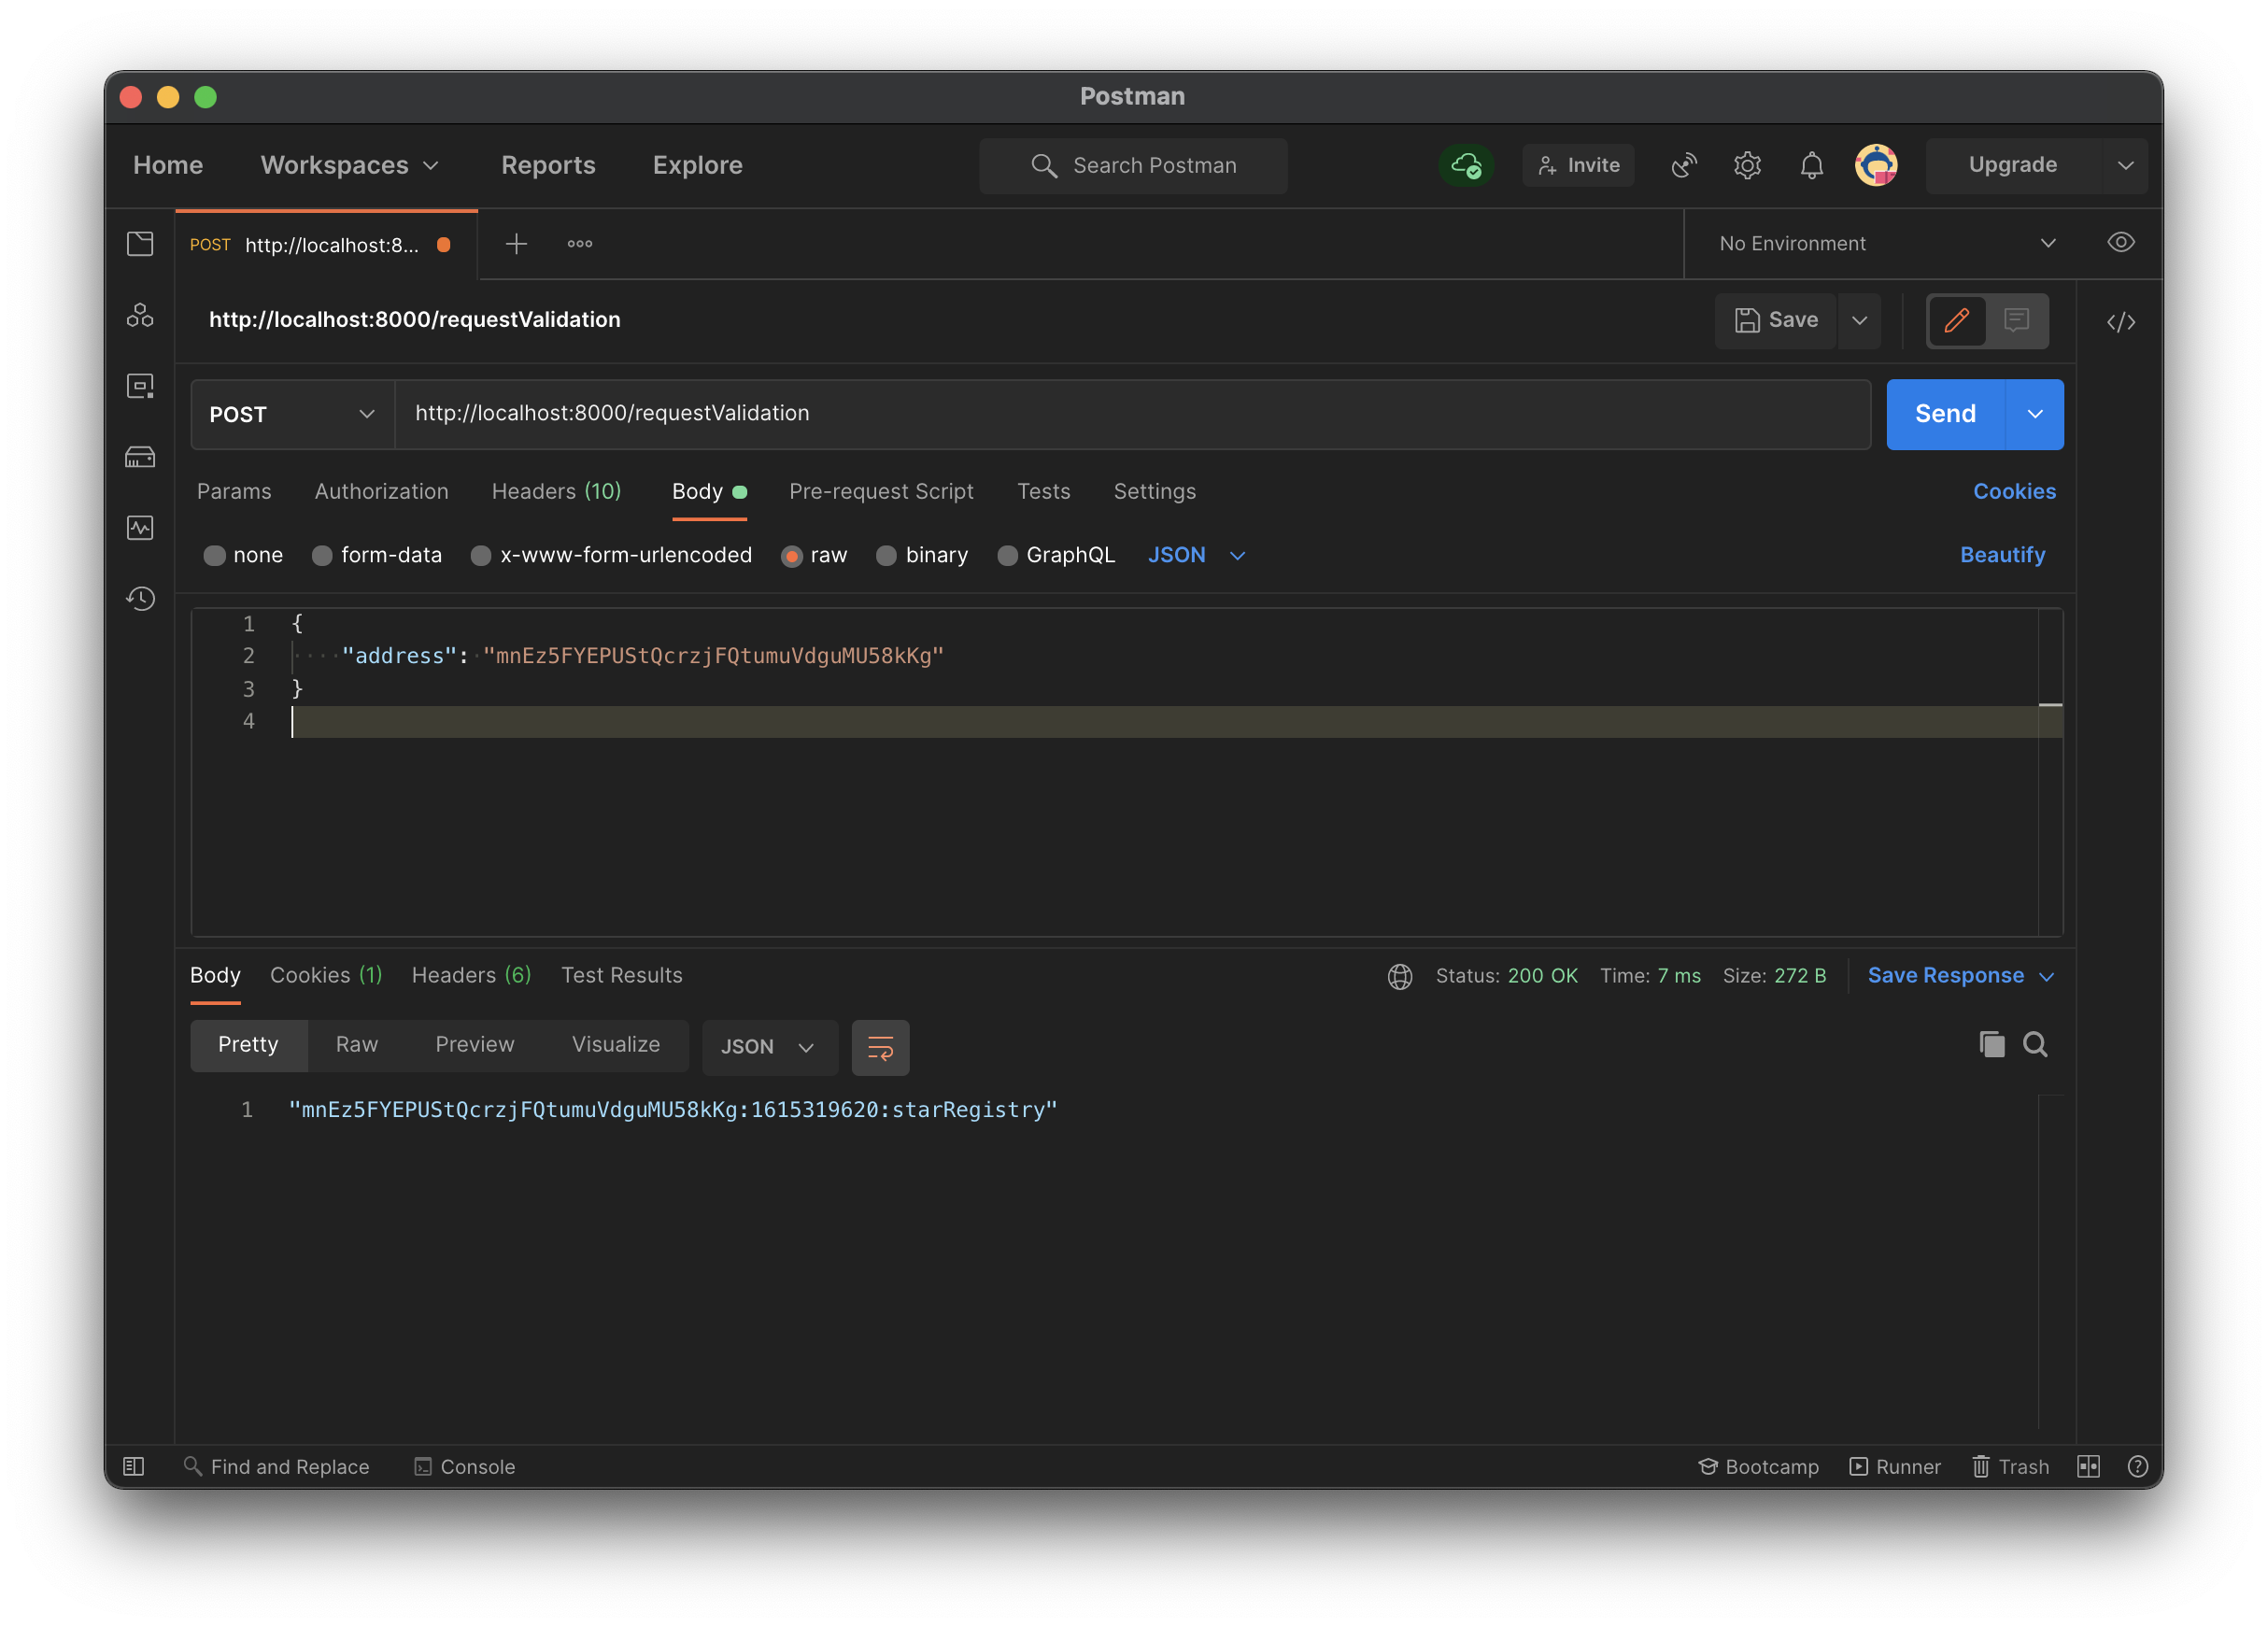 Postman
Home Workspaces Reports Explore Search Postman Invite Upgrade
POST http://localhost:8... No Environment
http://localhost:8000/requestValidation Save
POST http://localhost:8000/requestValidation Send
Params Authorization Headers (10) Body Pre-request Script Tests Settings Cookies
none form-data x-www-form-urlencoded raw binary GraphQL JSON Beautify
1 {
2 "address": "mnEz5FYEPUStQcrzjFQtumuVdguMU58kKg"
3 }
4
Body Cookies (1) Headers (6) Test Results Status: 200 OK Time: 7 ms Size: 272 B Save Response
Pretty Raw Preview Visualize JSON
1 "mnEz5FYEPUStQcrzjFQtumuVdguMU58kKg:1615319620:starRegistry"
Find and Replace Console Bootcamp Runner Trash